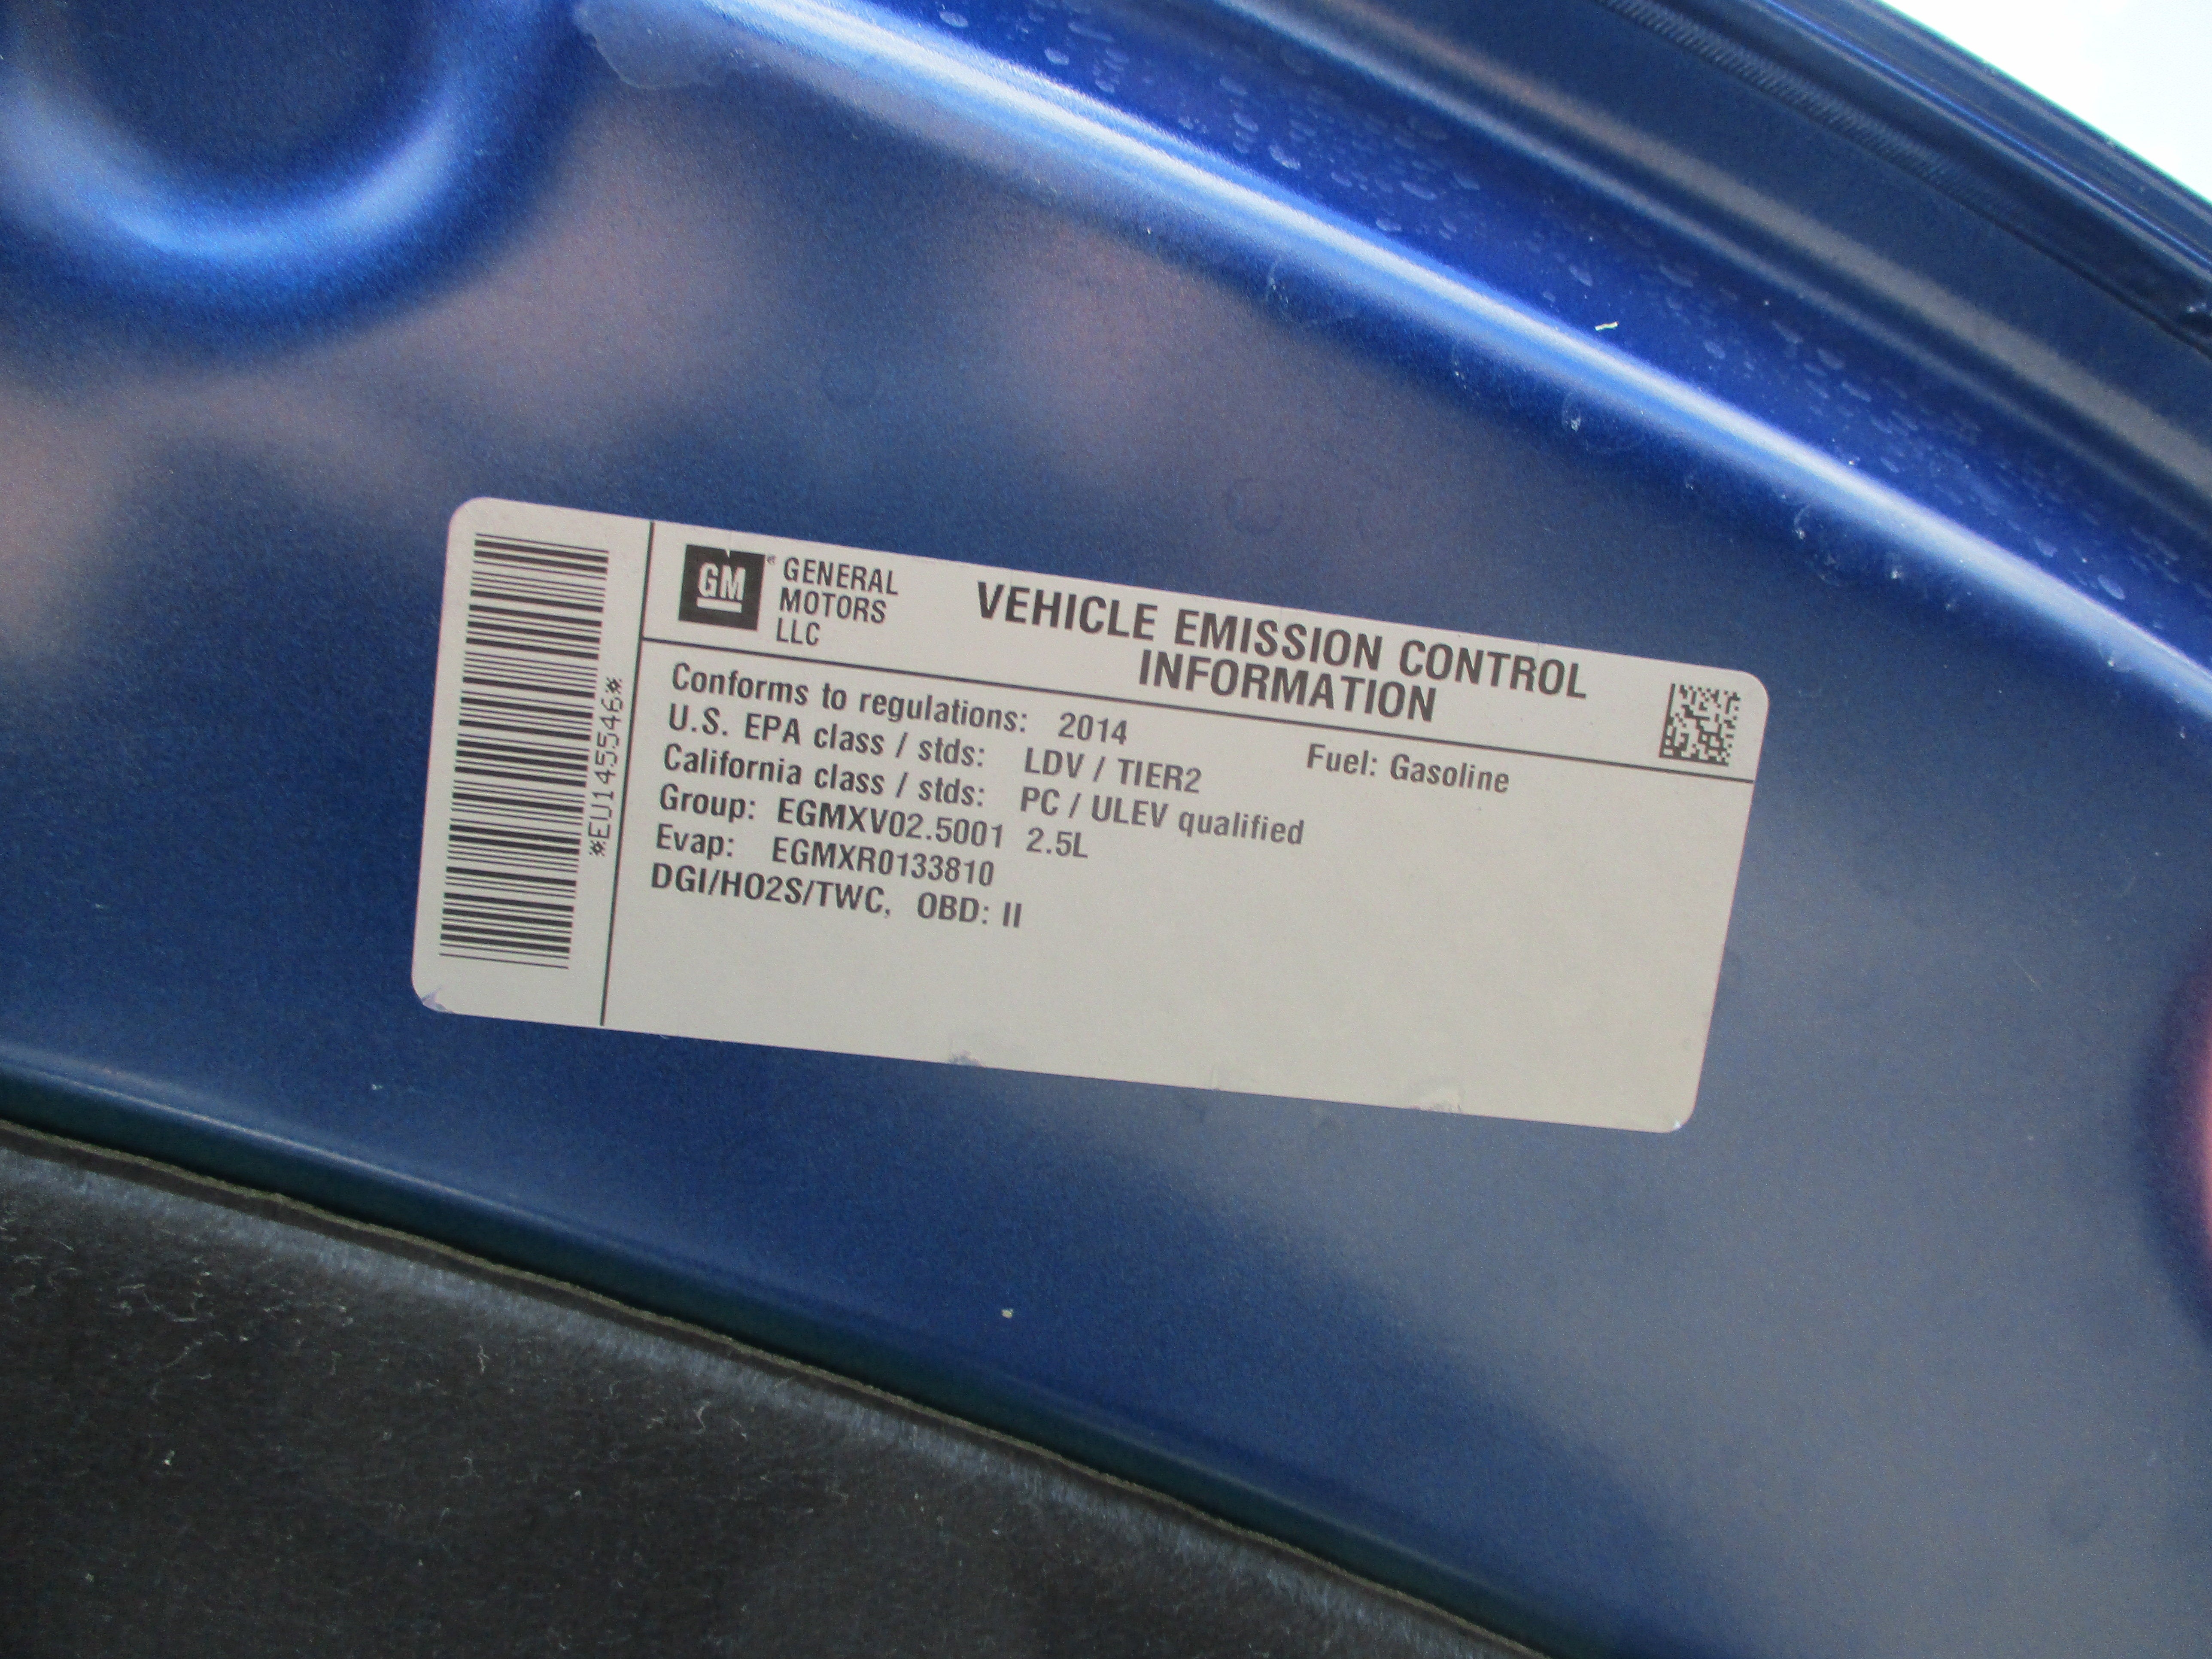 GM GENERAL
MOTORS
LLC
VEHICLE EMISSION CONTROL
INFORMATION
Conforms to regulations: 2014 Fuel: Gasoline
U.S. EPA class / stds: LDV / TIER2
California class / stds: PC / ULEV qualified
Group: EGMXV02.5001 2.5L
Evap: EGMXR0133810
DGI/HO2S/TWC, OBD: II
*EU1455546*